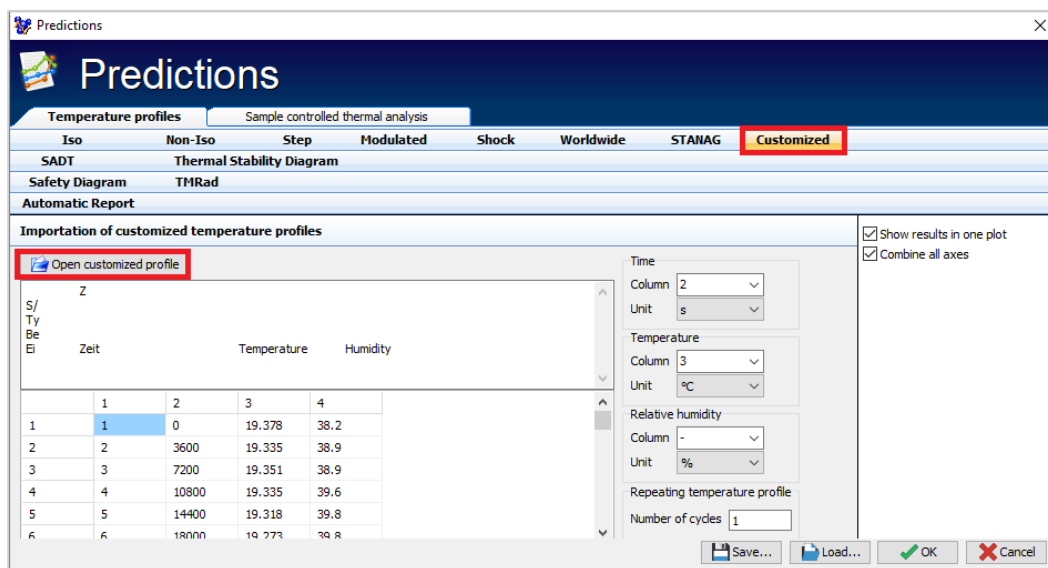 Predictions
Predictions
Temperature profiles Sample controlled thermal analysis
Iso Non-Iso Step Modulated Shock Worldwide STANAG Customized
SADT Thermal Stability Diagram
Safety Diagram TMRad
Automatic Report
Importation of customized temperature profiles
Open customized profile
Z
S/
Ty
Be
Ei Zeit Temperature Humidity
1 2 3 4
1 1 0 19.378 38.2
2 2 3600 19.335 38.9
3 3 7200 19.351 38.9
4 4 10800 19.335 39.6
5 5 14400 19.318 39.8
6 6 18000 19.273 39.8
Time
Column 2
Unit s
Temperature
Column 3
Unit °C
Relative humidity
Column -
Unit %
Repeating temperature profile
Number of cycles 1
Show results in one plot
Combine all axes
Save... Load... OK Cancel